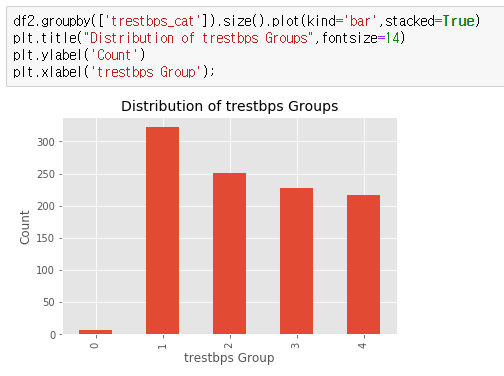 df2.groupby(['trestbps_cat']).size().plot(kind='bar',stacked=True)
plt.title("Distribution of trestbps Groups",fontsize=14)
plt.ylabel('Count')
plt.xlabel('trestbps Group');
Distribution of trestbps Groups
300
250
200
150
100
50
0
Count
0 1 2 3 4
trestbps Group